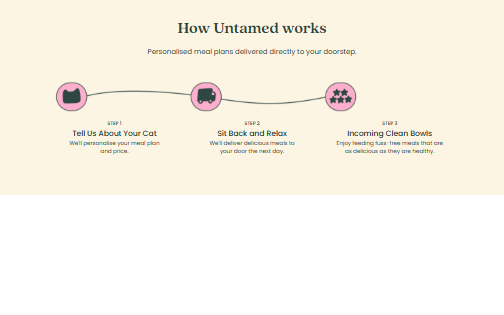 How Untamed works
Personalised meal plans delivered directly to your doorstep.
STEP 1
Tell Us About Your Cat
We'll personalise your meal plan
and price.
STEP 2
Sit Back and Relax
We'll deliver delicious meals to
your door the next day.
STEP 3
Incoming Clean Bowls
Enjoy feeding fuss-free meals that are
as delicious as they are healthy.